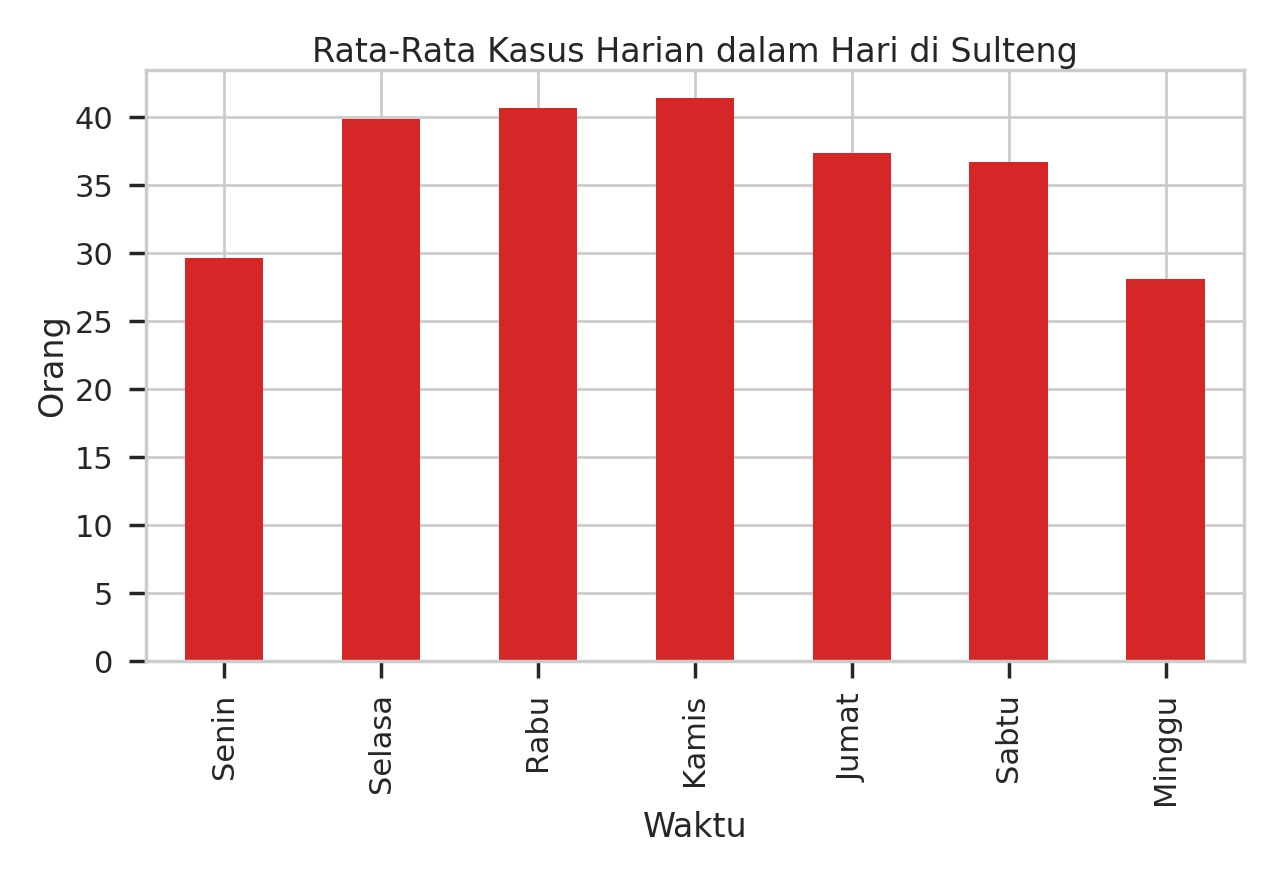 Rata-Rata Kasus Harian dalam Hari di Sulteng
Orang
40
35
30
25
20
15
10
5
0
Senin
Selasa
Rabu
Kamis
Jumat
Sabtu
Minggu
Waktu